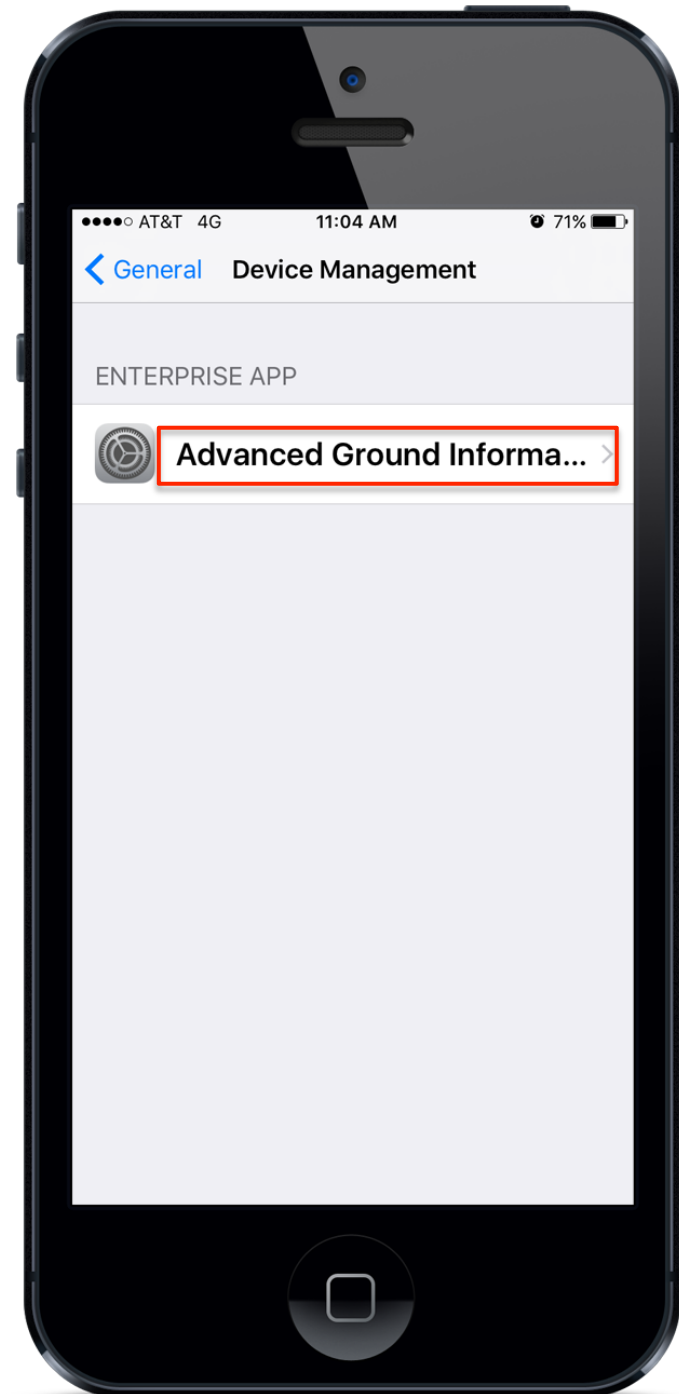 AT&T 4G 11:04 AM 71%
General Device Management
ENTERPRISE APP
Advanced Ground Informa...